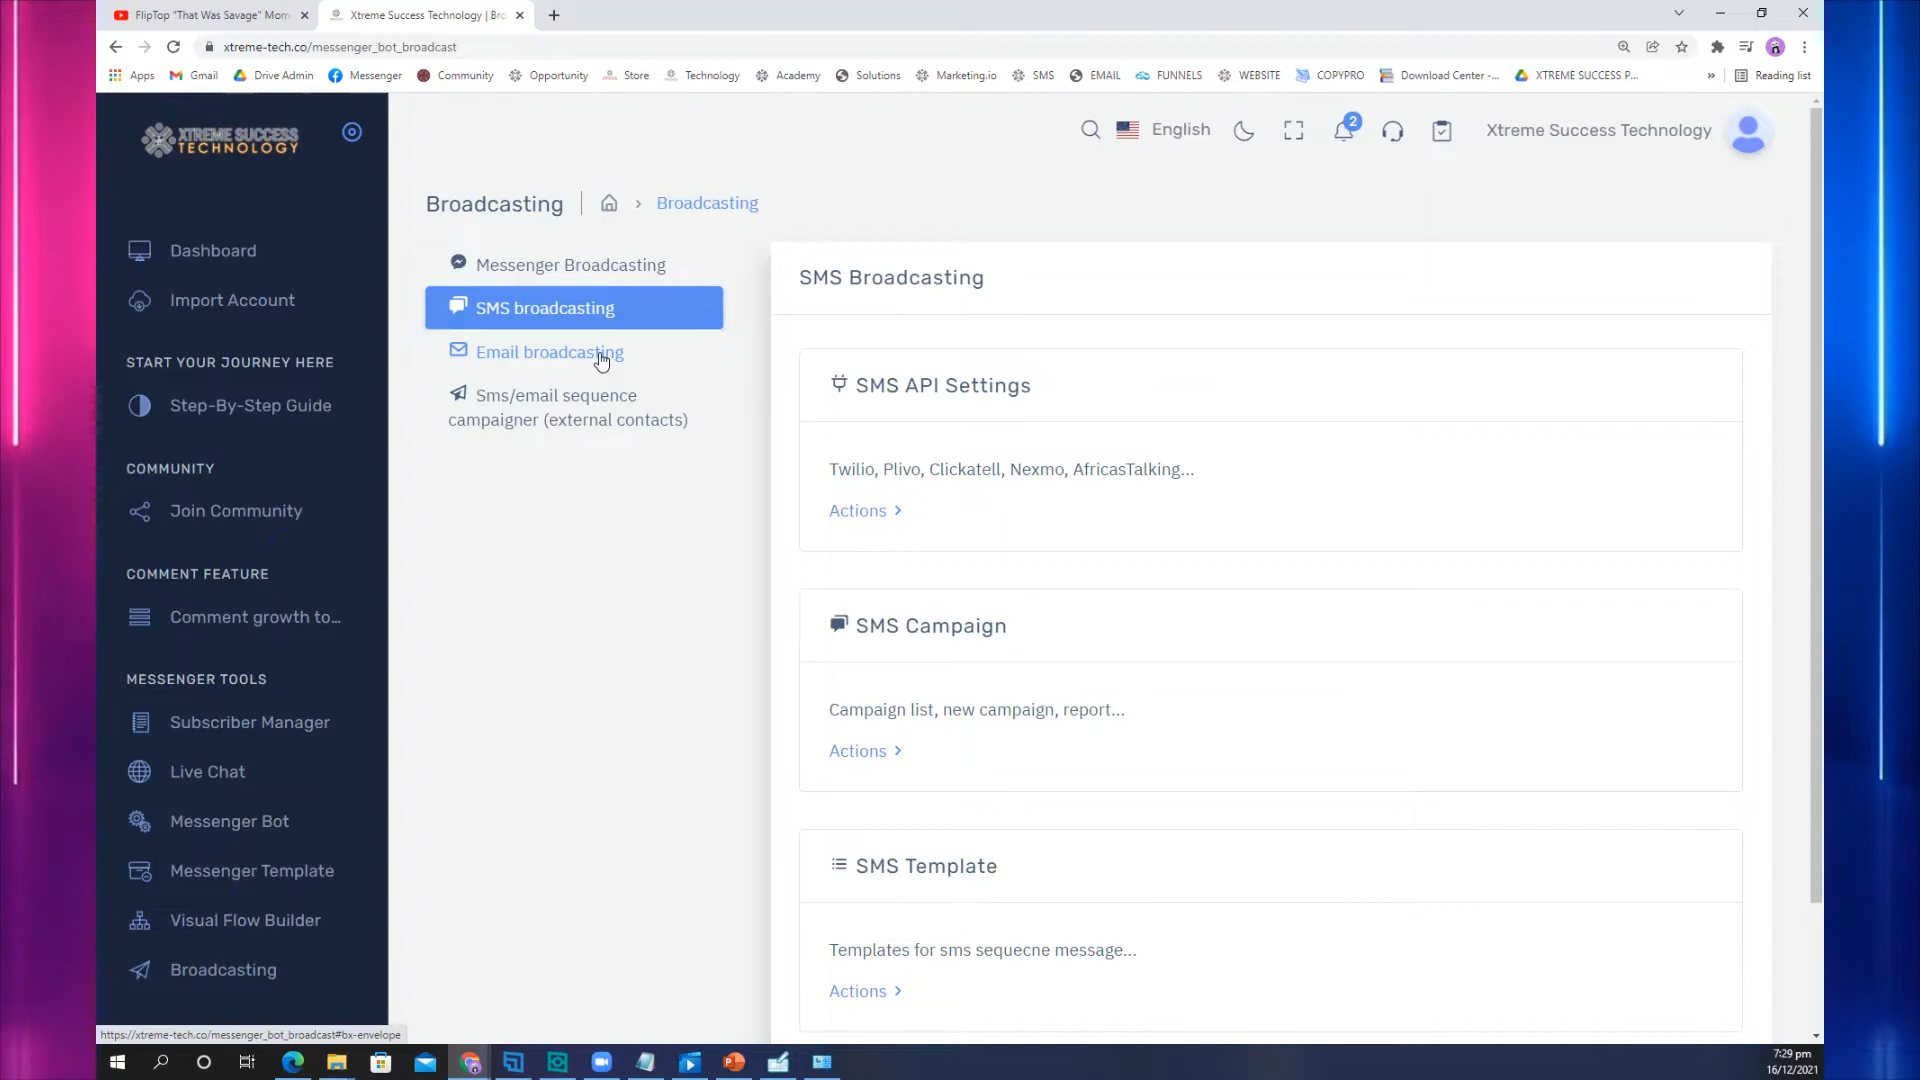 FlipTop "That Was Savage" Mom
Xtreme Success Technology | Bro
xtreme-tech.co/messenger_bot_broadcast
Apps Gmail Drive Admin Messenger Community Opportunity Store Technology Academy Solutions Marketing.io SMS EMAIL FUNNELS WEBSITE COPYPRO Download Center -... XTREME SUCCESS P... » Reading list
XTREME SUCCESS
TECHNOLOGY
English
2
Xtreme Success Technology
Broadcasting
Broadcasting
Dashboard
Import Account
START YOUR JOURNEY HERE
Step-By-Step Guide
COMMUNITY
Join Community
COMMENT FEATURE
Comment growth to...
MESSENGER TOOLS
Subscriber Manager
Live Chat
Messenger Bot
Messenger Template
Visual Flow Builder
Broadcasting
Messenger Broadcasting
SMS broadcasting
Email broadcasting
Sms/email sequence
campaigner (external contacts)
SMS Broadcasting
SMS API Settings
Twilio, Plivo, Clickatell, Nexmo, AfricasTalking...
Actions >
SMS Campaign
Campaign list, new campaign, report...
Actions >
SMS Template
Templates for sms sequecne message...
Actions >
https://xtreme-tech.co/messenger_bot_broadcast#bx-envelope
7:29 pm
16/12/2021